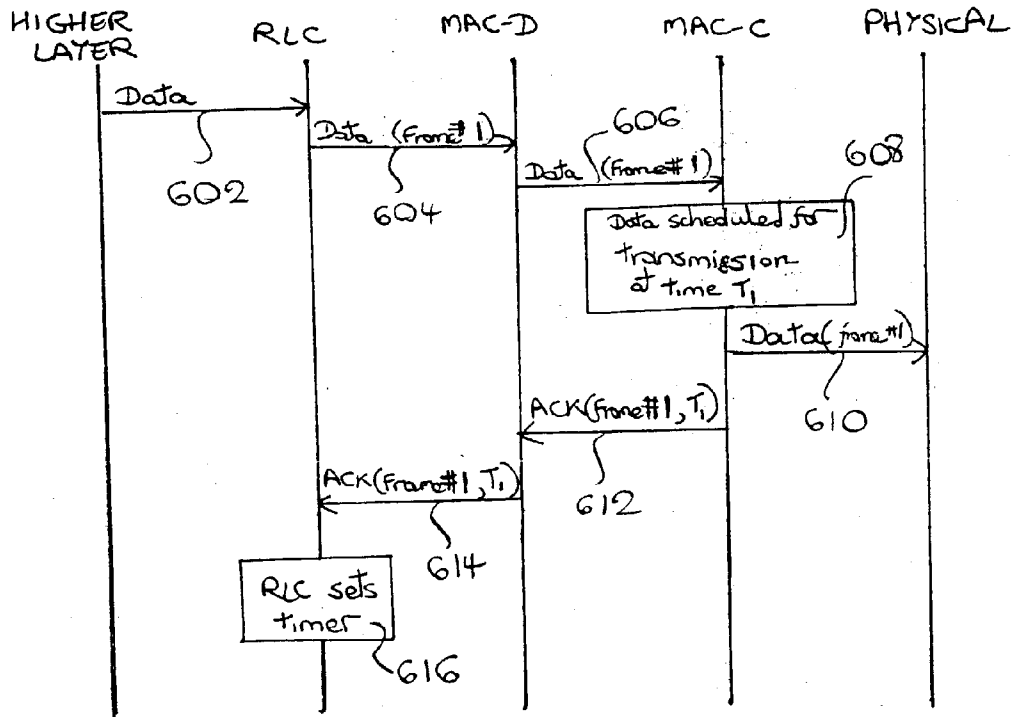 HIGHER
LAYER
RLC
MAC-D
MAC-C
PHYSICAL
Data
602
Data (Frame#1)
604
606
Data (Frame#1)
608
Data scheduled for
transmission
at time T1
Data(frame#1)
610
ACK(Frame#1,T1)
612
ACK(Frame#1,T1)
614
RLC sets
timer
616